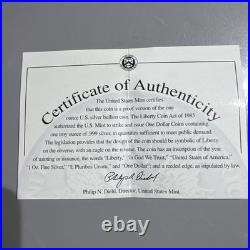 Certificate of Authenticity
The United States Mint certifies
that this coin is a proof version of the one
ounce U.S. silver bullion coin. The Liberty Coin Act of 1985
authorized the U.S. Mint to strike and issue One Dollar Coins containing
one troy ounce of .999 silver, in quantities sufficient to meet public demand.
The legislation provides that the design of the coin should be symbolic of Liberty
on the obverse, with an eagle on the reverse. The coin has an inscription of the year
of minting or issuance, the words "Liberty," "In God We Trust," "United States of America,"
"1 Oz. Fine Silver," "E Pluribus Unum," and "One Dollar"; and a reeded edge, as stipulated by law.
Philip N. Diehl
Philip N. Diehl, Director, United States Mint